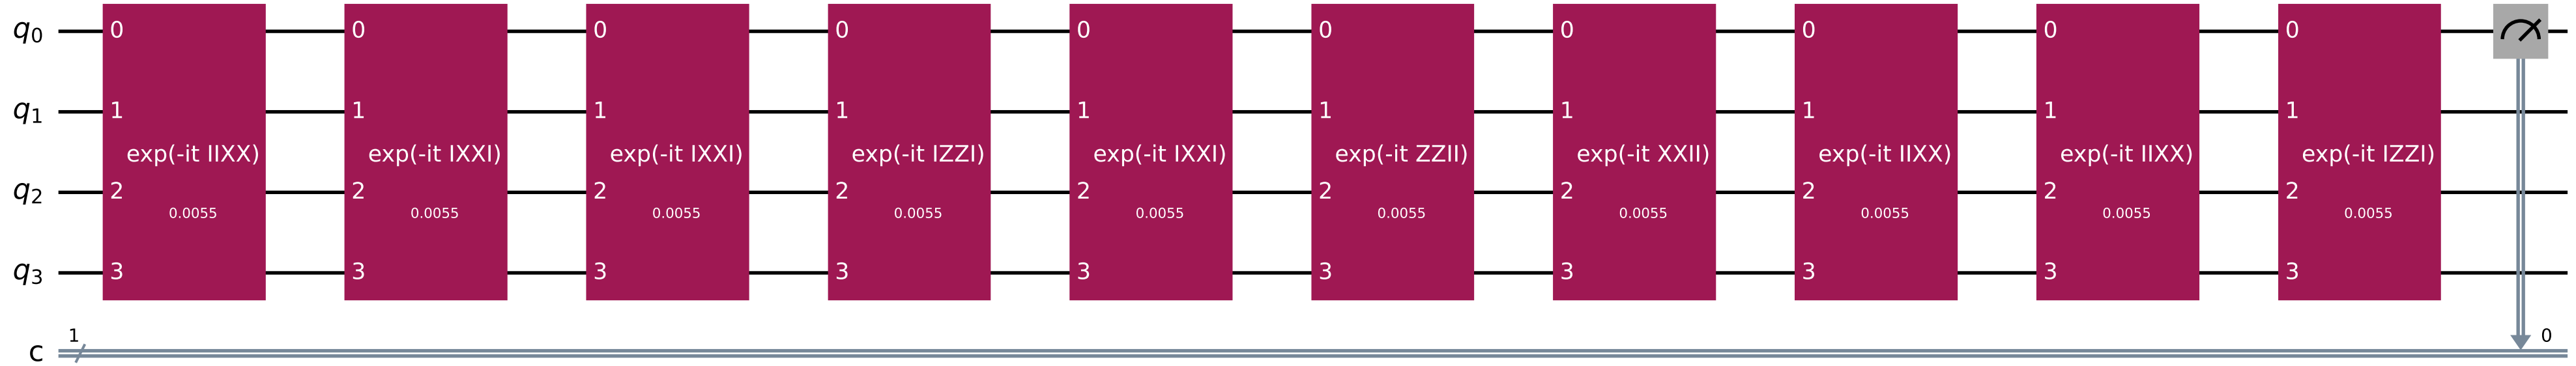 q0 0 0 0 0 0 0 0 0 0 0
q1 1 1 1 1 1 1 1 1 1 1
exp(-it IIXX) exp(-it IXXI) exp(-it IXXI) exp(-it IZZI) exp(-it IXXI) exp(-it ZZII) exp(-it XXII) exp(-it IIXX) exp(-it IIXX) exp(-it IZZI)
q2 2 2 2 2 2 2 2 2 2 2
0.0055 0.0055 0.0055 0.0055 0.0055 0.0055 0.0055 0.0055 0.0055 0.0055
q3 3 3 3 3 3 3 3 3 3 3
1 0
c